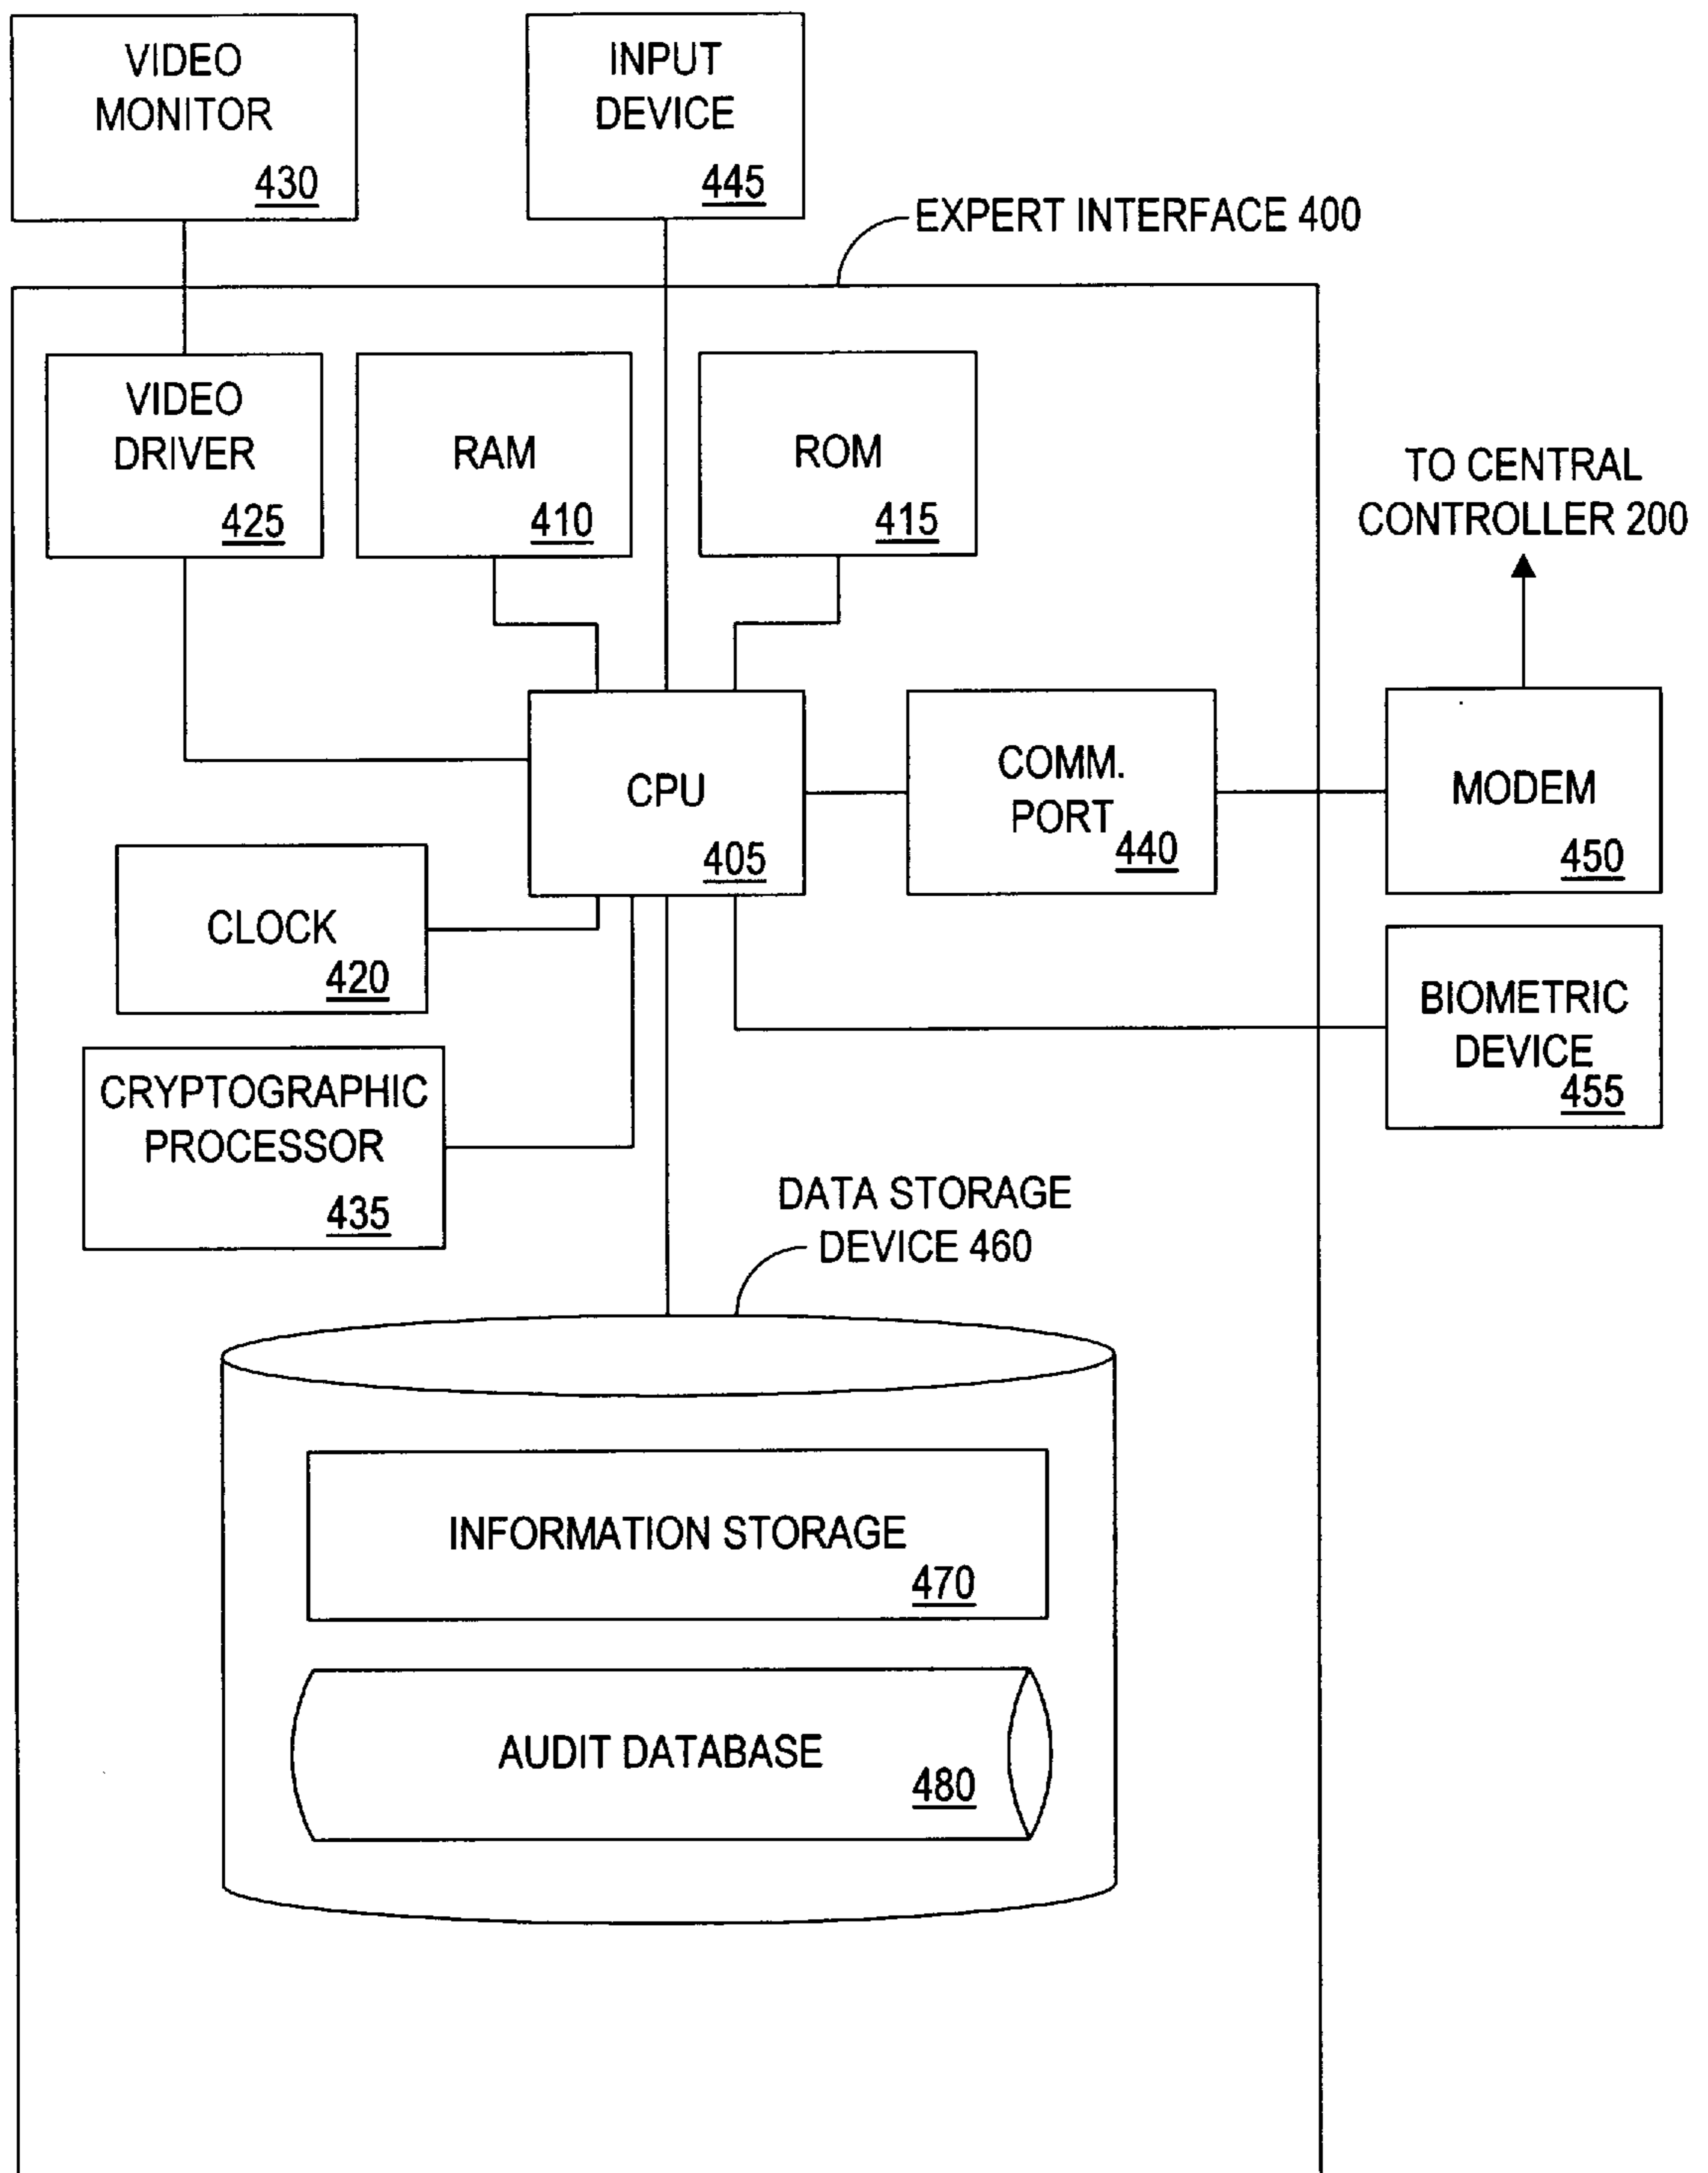 VIDEO
MONITOR
430
INPUT
DEVICE
445
EXPERT INTERFACE 400
VIDEO
DRIVER
425
RAM
410
ROM
415
TO CENTRAL
CONTROLLER 200
CPU
405
COMM.
PORT
440
MODEM
450
CLOCK
420
BIOMETRIC
DEVICE
455
CRYPTOGRAPHIC
PROCESSOR
435
DATA STORAGE
DEVICE 460
INFORMATION STORAGE
470
AUDIT DATABASE
480